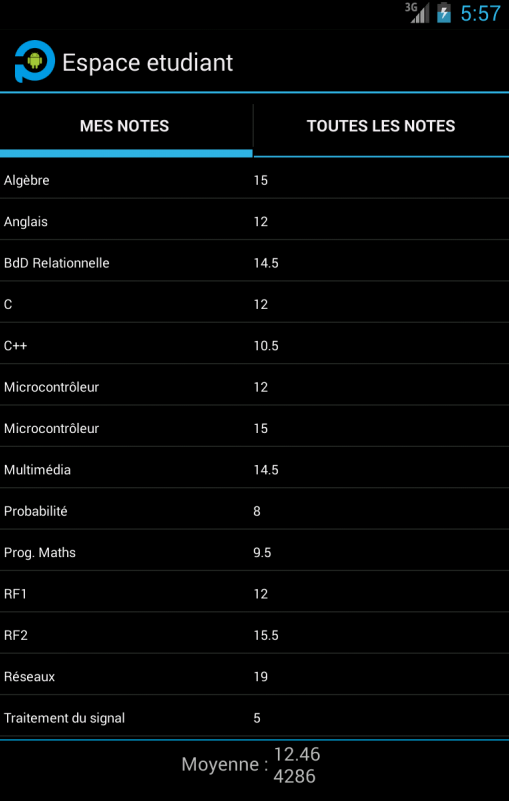 3G 5:57
Espace etudiant
MES NOTES TOUTES LES NOTES
Algèbre 15
Anglais 12
BdD Relationnelle 14.5
C 12
C++ 10.5
Microcontrôleur 12
Microcontrôleur 15
Multimédia 14.5
Probabilité 8
Prog. Maths 9.5
RF1 12
RF2 15.5
Réseaux 19
Traitement du signal 5
Moyenne : 12.46
4286